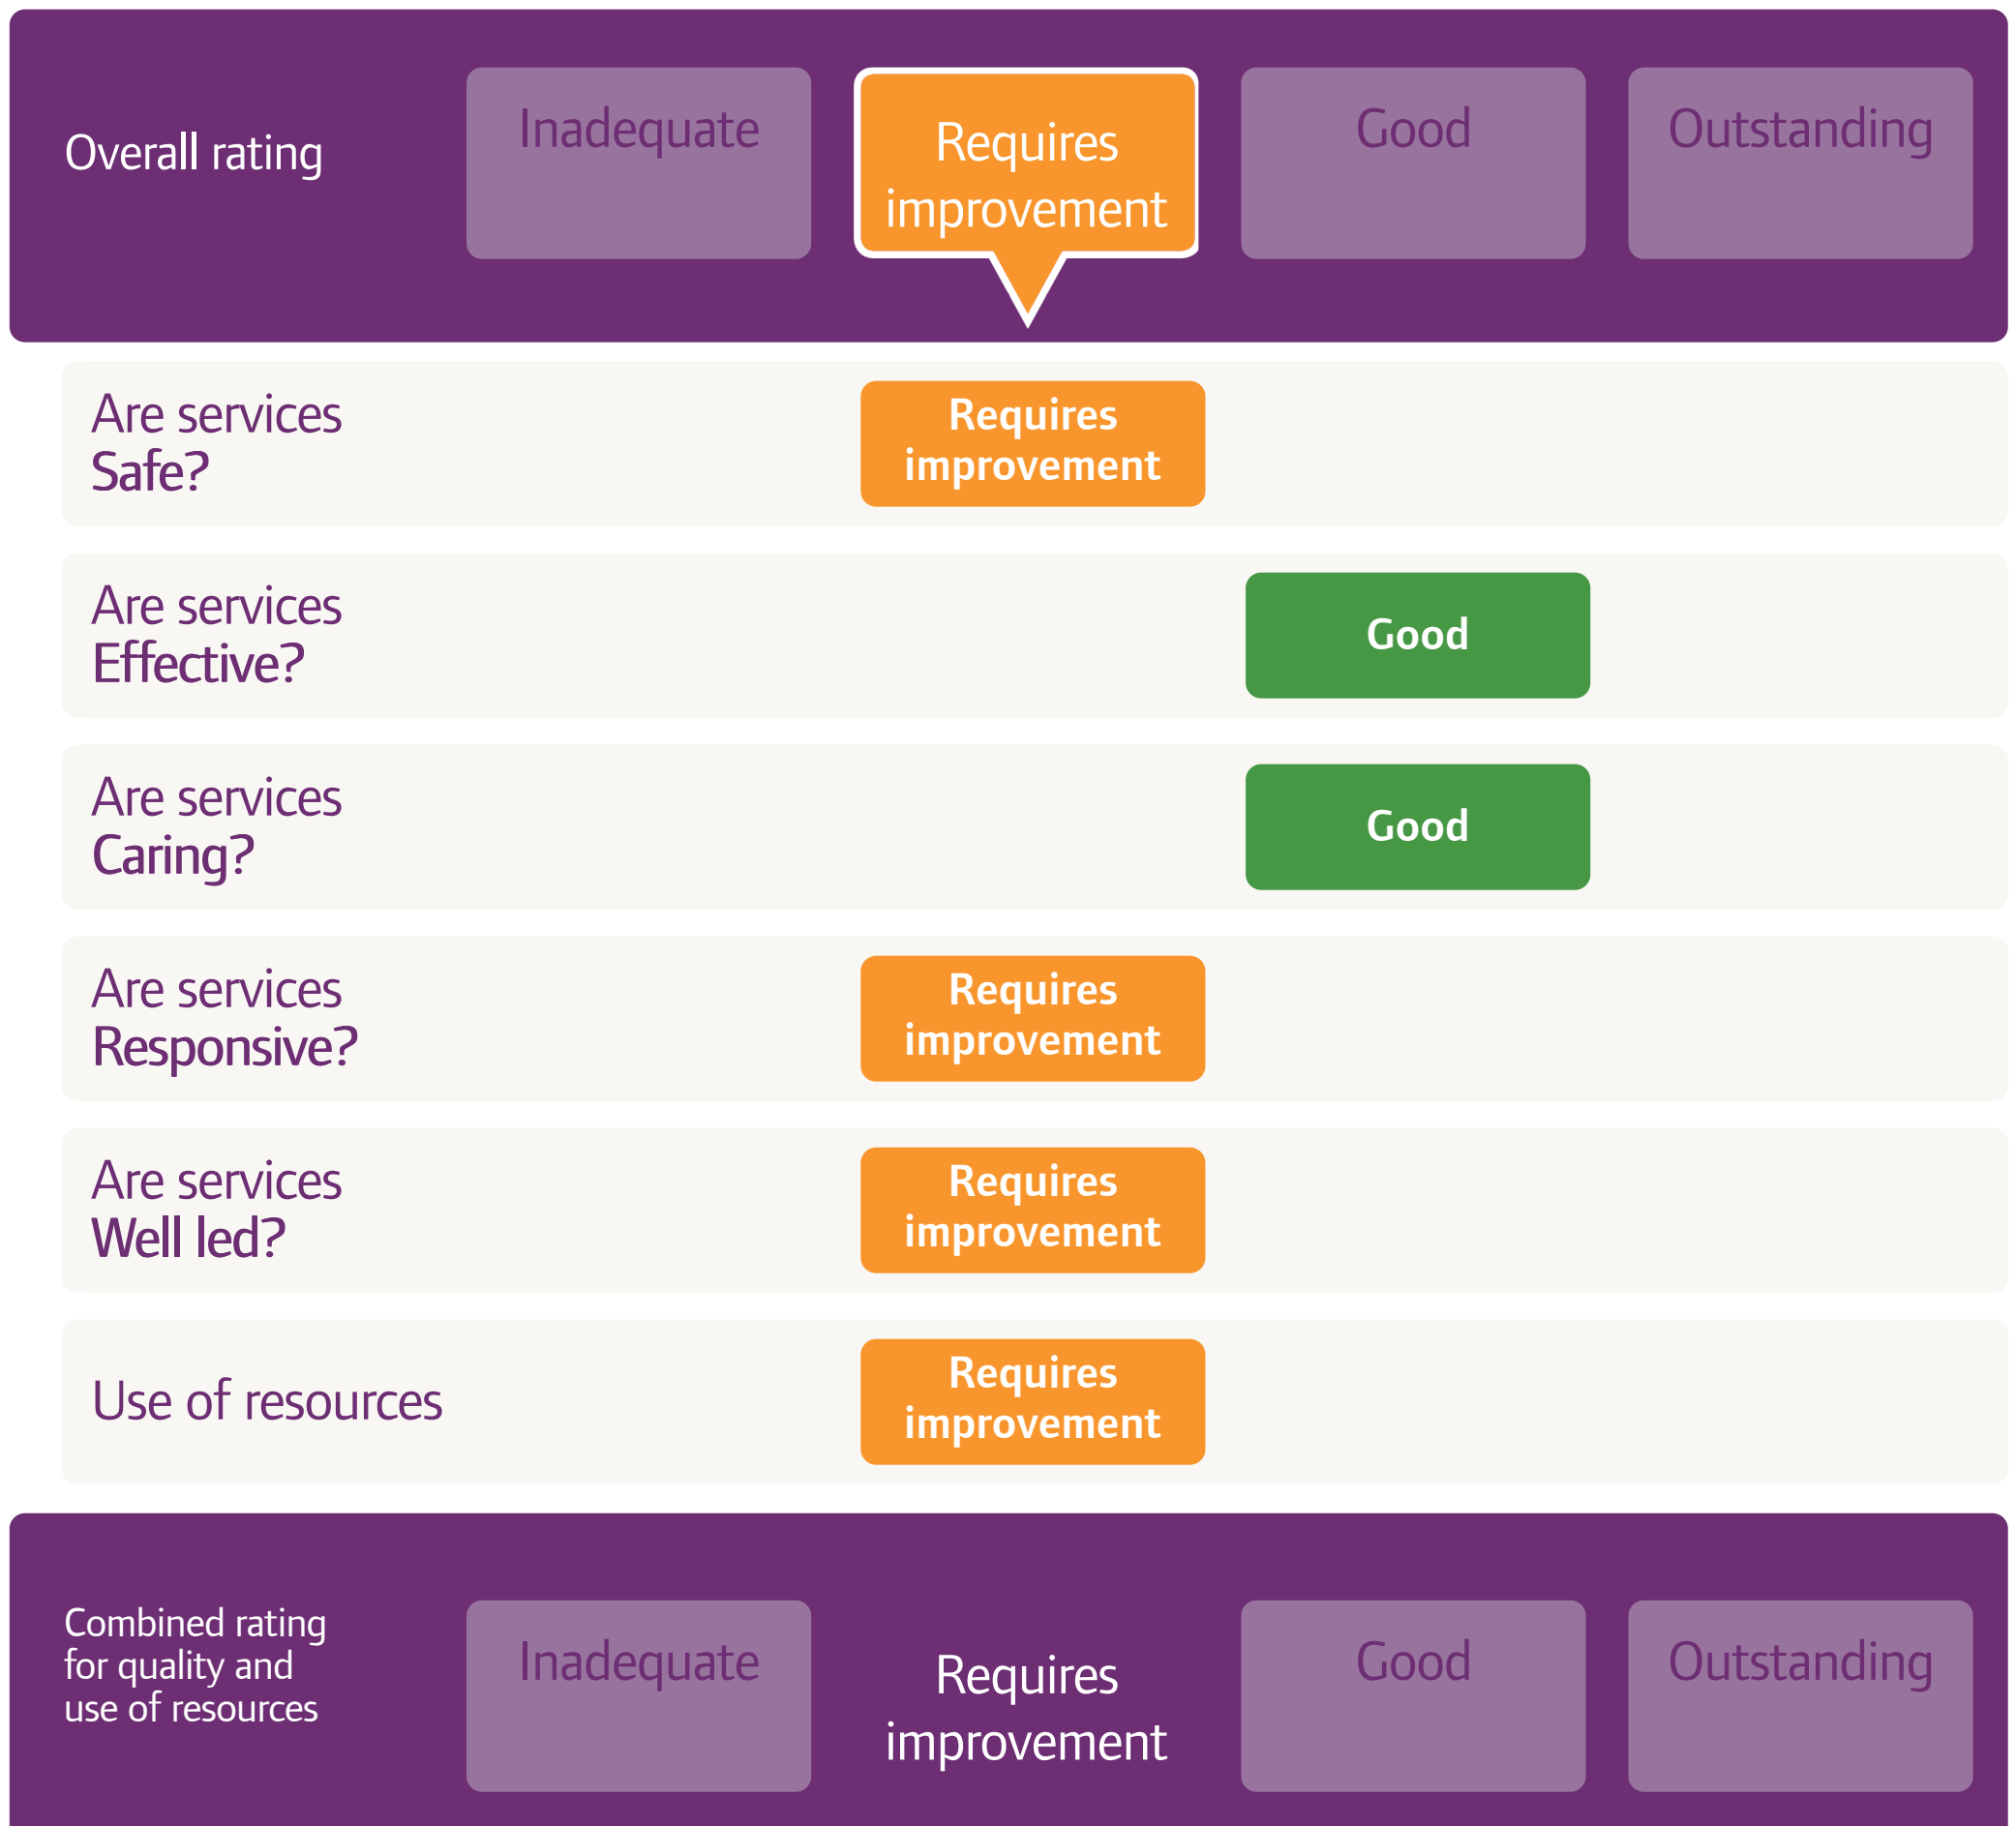 Overall rating
Inadequate
Requires
improvement
Good
Outstanding
Are services
Safe?
Requires
improvement
Are services
Effective?
Good
Are services
Caring?
Good
Are services
Responsive?
Requires
improvement
Are services
Well led?
Requires
improvement
Use of resources
Requires
improvement
Combined rating
for quality and
use of resources
Inadequate
Requires
improvement
Good
Outstanding